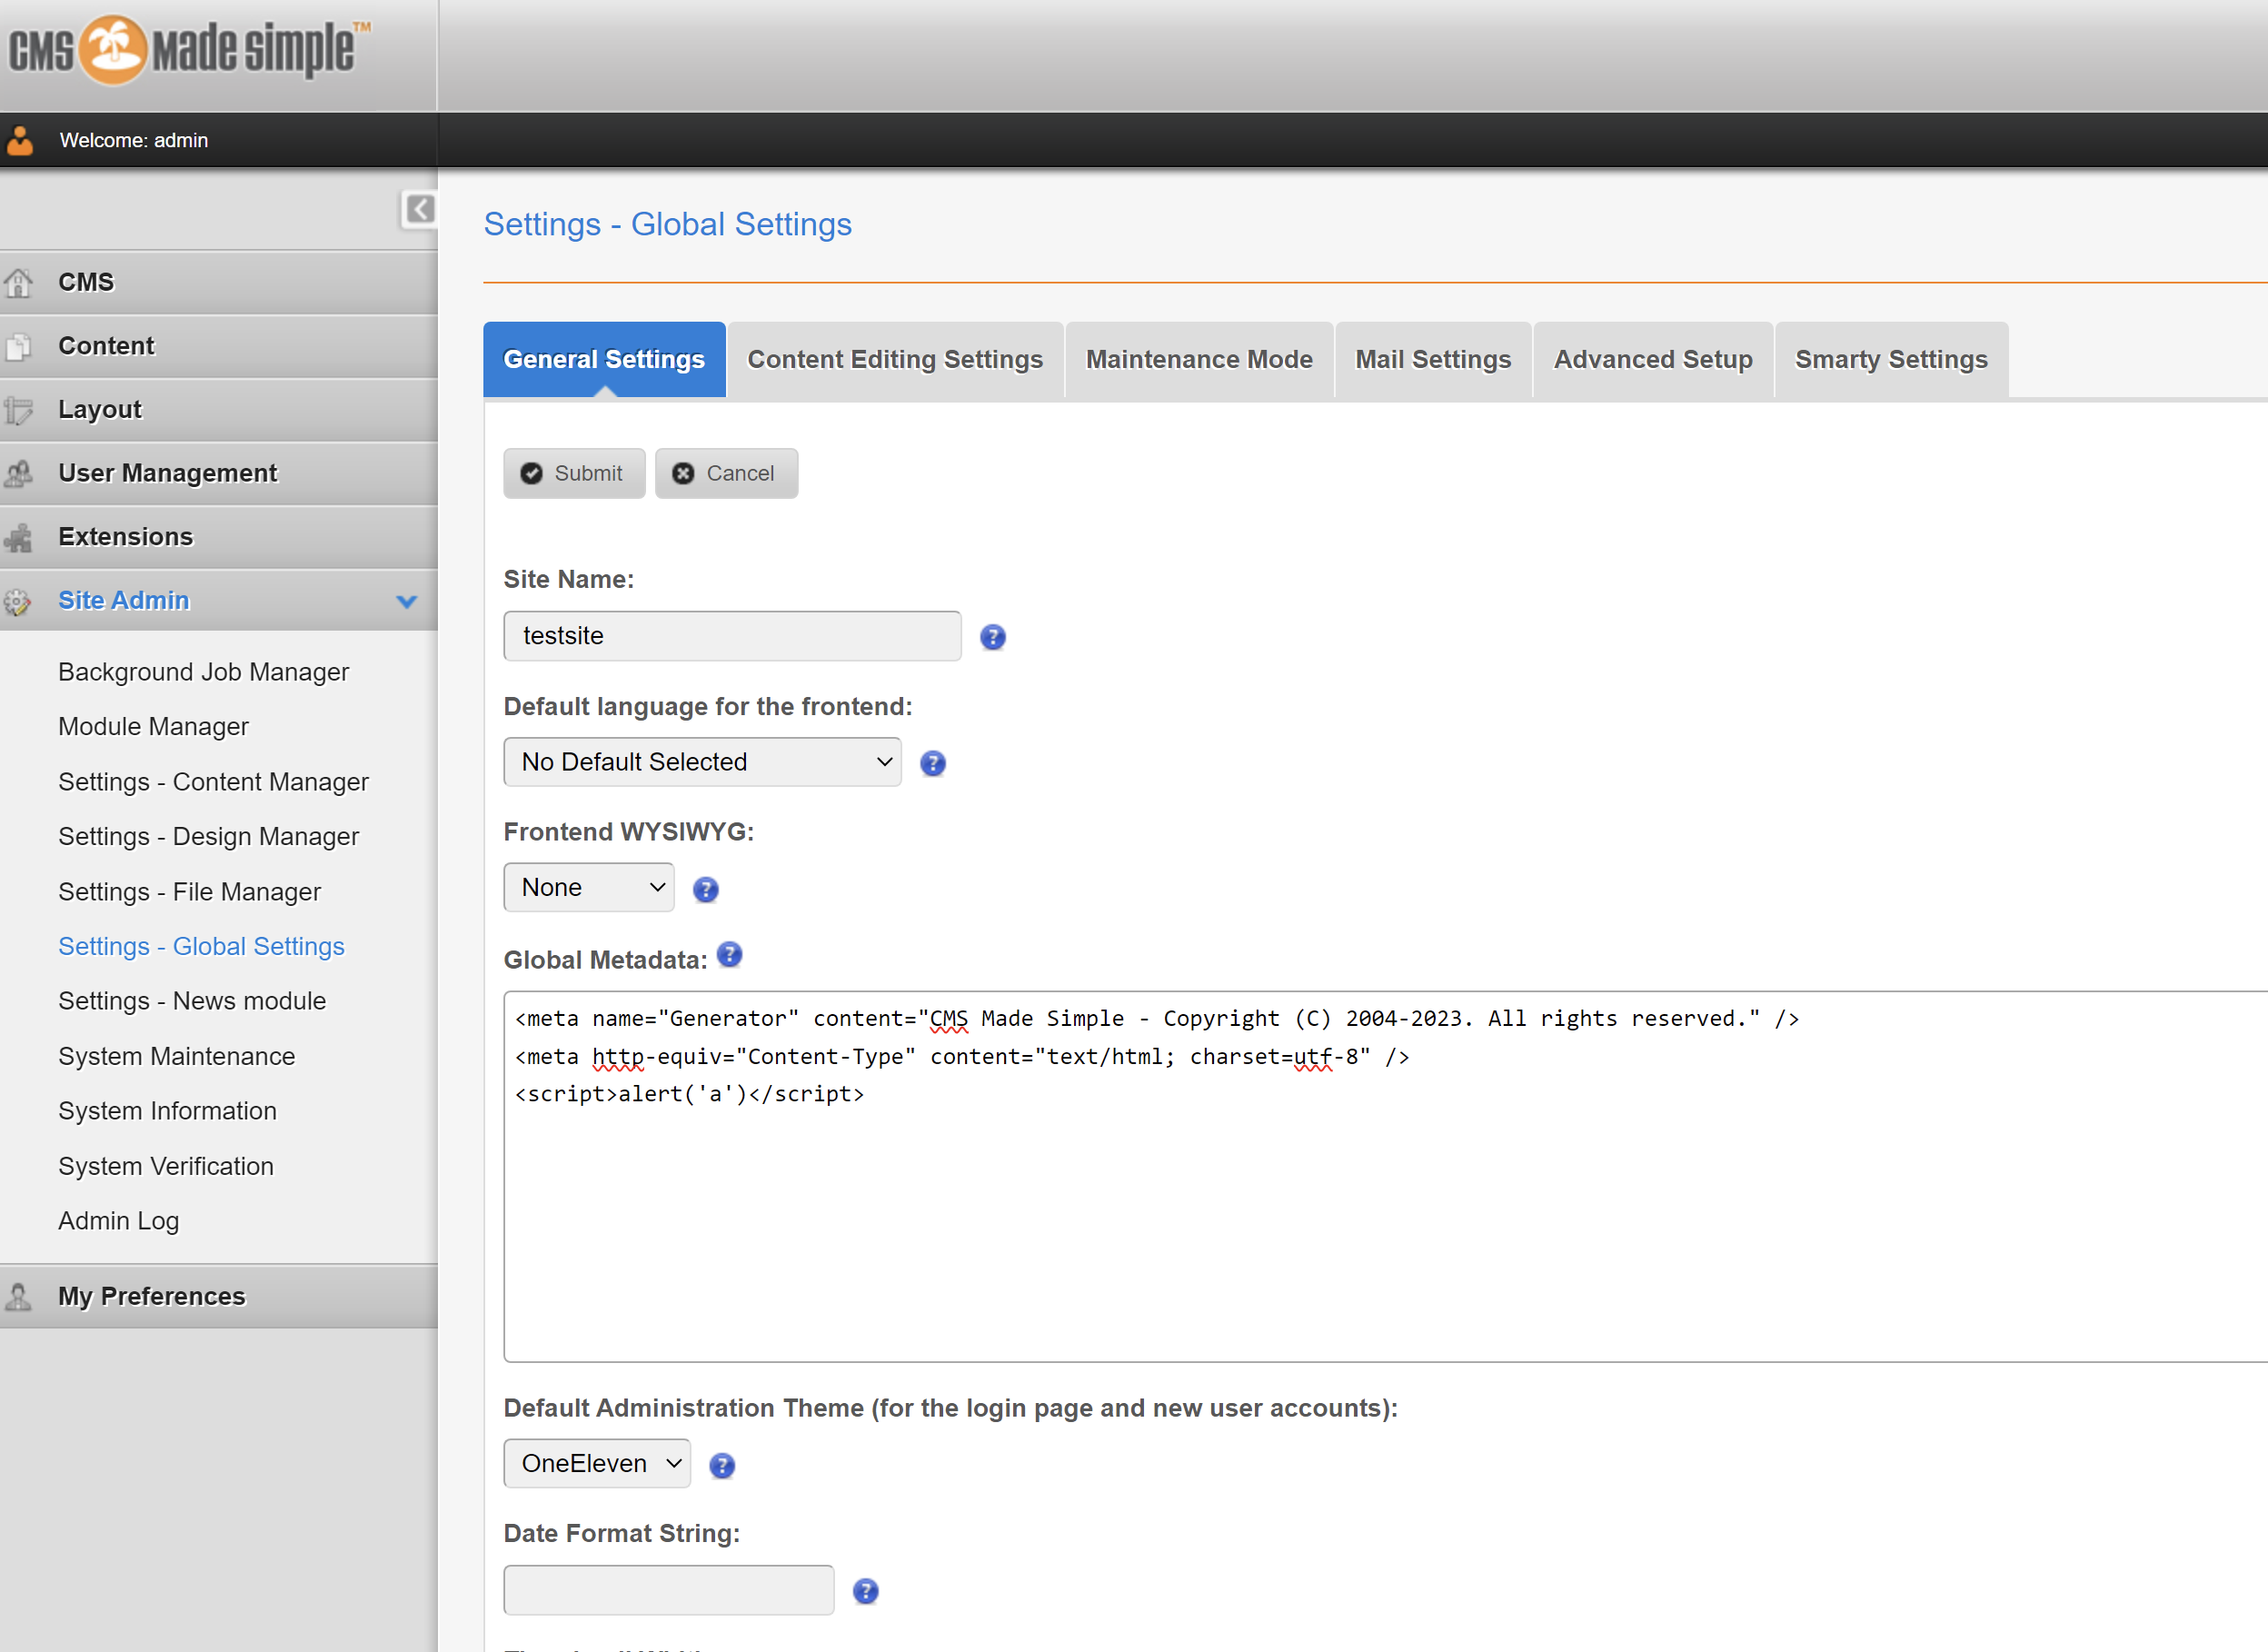 CMS Made Simple™
Welcome: admin
CMS
Content
Layout
User Management
Extensions
Site Admin
Background Job Manager
Module Manager
Settings - Content Manager
Settings - Design Manager
Settings - File Manager
Settings - Global Settings
Settings - News module
System Maintenance
System Information
System Verification
Admin Log
My Preferences
Settings - Global Settings
General Settings Content Editing Settings Maintenance Mode Mail Settings Advanced Setup Smarty Settings
Submit Cancel
Site Name:
testsite
Default language for the frontend:
No Default Selected
Frontend WYSIWYG:
None
Global Metadata:
<meta name="Generator" content="CMS Made Simple - Copyright (C) 2004-2023. All rights reserved." />
<meta http-equiv="Content-Type" content="text/html; charset=utf-8" />
<script>alert('a')</script>
Default Administration Theme (for the login page and new user accounts):
OneEleven
Date Format String: